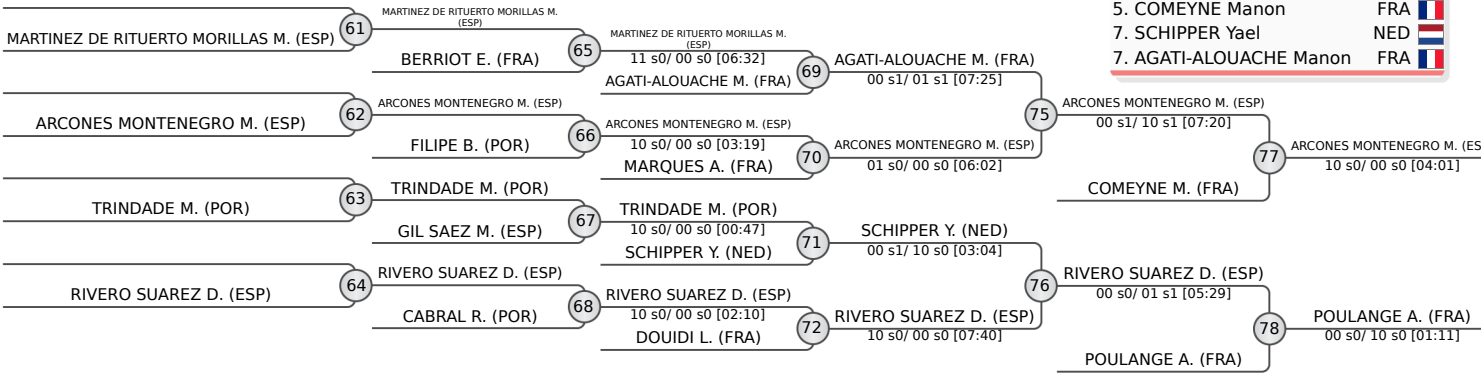 MARTINEZ DE RITUERTO MORILLAS M. (ESP)
61
ARCONES MONTENEGRO M. (ESP)
62
TRINDADE M. (POR)
63
RIVERO SUAREZ D. (ESP)
64
MARTINEZ DE RITUERTO MORILLAS M.
(ESP)
BERRIOT E. (FRA)
65
ARCONES MONTENEGRO M. (ESP)
FILIPE B. (POR)
66
TRINDADE M. (POR)
GIL SAEZ M. (ESP)
67
RIVERO SUAREZ D. (ESP)
CABRAL R. (POR)
68
MARTINEZ DE RITUERTO MORILLAS M.
(ESP)
11 s0/ 00 s0 [06:32]
AGATI-ALOUACHE M. (FRA)
69
ARCONES MONTENEGRO M. (ESP)
10 s0/ 00 s0 [03:19]
MARQUES A. (FRA)
70
TRINDADE M. (POR)
10 s0/ 00 s0 [00:47]
SCHIPPER Y. (NED)
71
RIVERO SUAREZ D. (ESP)
10 s0/ 00 s0 [02:10]
DOUIDI L. (FRA)
72
AGATI-ALOUACHE M. (FRA)
00 s1/ 01 s1 [07:25]
75
ARCONES MONTENEGRO M. (ESP)
01 s0/ 00 s0 [06:02]
SCHIPPER Y. (NED)
00 s1/ 10 s0 [03:04]
76
RIVERO SUAREZ D. (ESP)
10 s0/ 00 s0 [07:40]
ARCONES MONTENEGRO M. (ESP)
00 s1/ 10 s1 [07:20]
77
COMEYNE M. (FRA)
RIVERO SUAREZ D. (ESP)
00 s0/ 01 s1 [05:29]
78
POULANGE A. (FRA)
ARCONES MONTENEGRO M. (ES
10 s0/ 00 s0 [04:01]
POULANGE A. (FRA)
00 s0/ 10 s0 [01:11]
5. COMEYNE Manon FRA
7. SCHIPPER Yael NED
7. AGATI-ALOUACHE Manon FRA